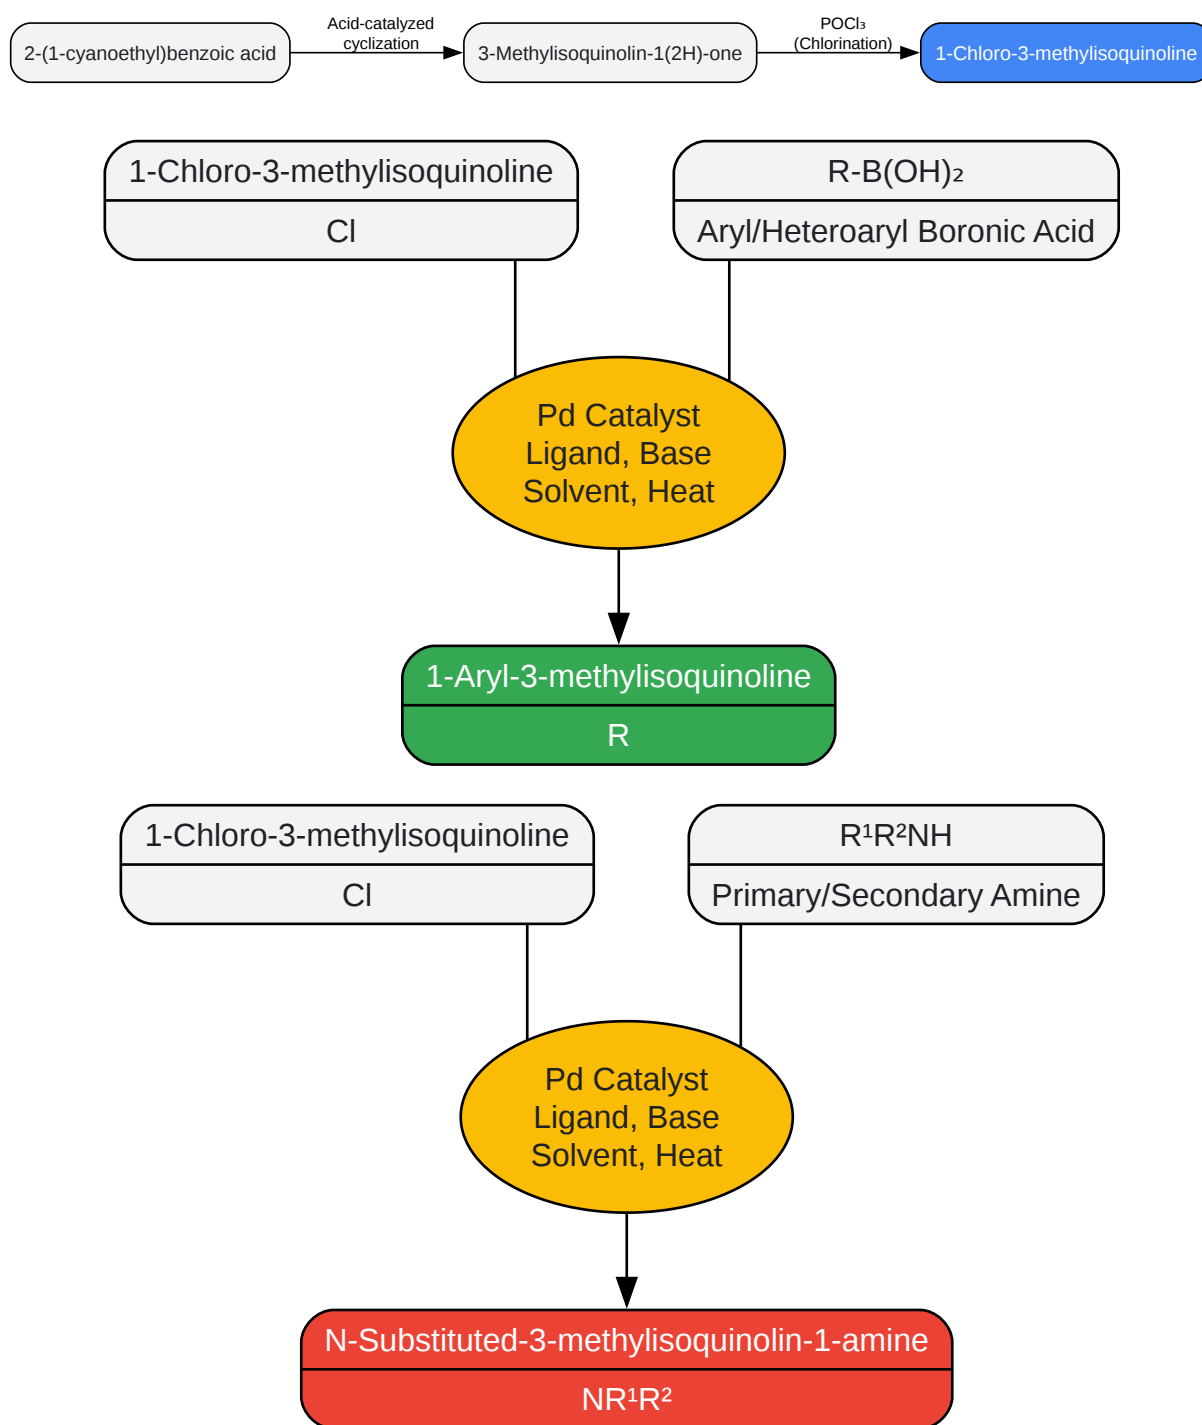 2-(1-cyanoethyl)benzoic acid
Acid-catalyzed
cyclization
3-Methylisoquinolin-1(2H)-one
POCl₃
(Chlorination)
1-Chloro-3-methylisoquinoline
1-Chloro-3-methylisoquinoline
Cl
R-B(OH)₂
Aryl/Heteroaryl Boronic Acid
Pd Catalyst
Ligand, Base
Solvent, Heat
1-Aryl-3-methylisoquinoline
R
1-Chloro-3-methylisoquinoline
Cl
R¹R²NH
Primary/Secondary Amine
Pd Catalyst
Ligand, Base
Solvent, Heat
N-Substituted-3-methylisoquinolin-1-amine
NR¹R²